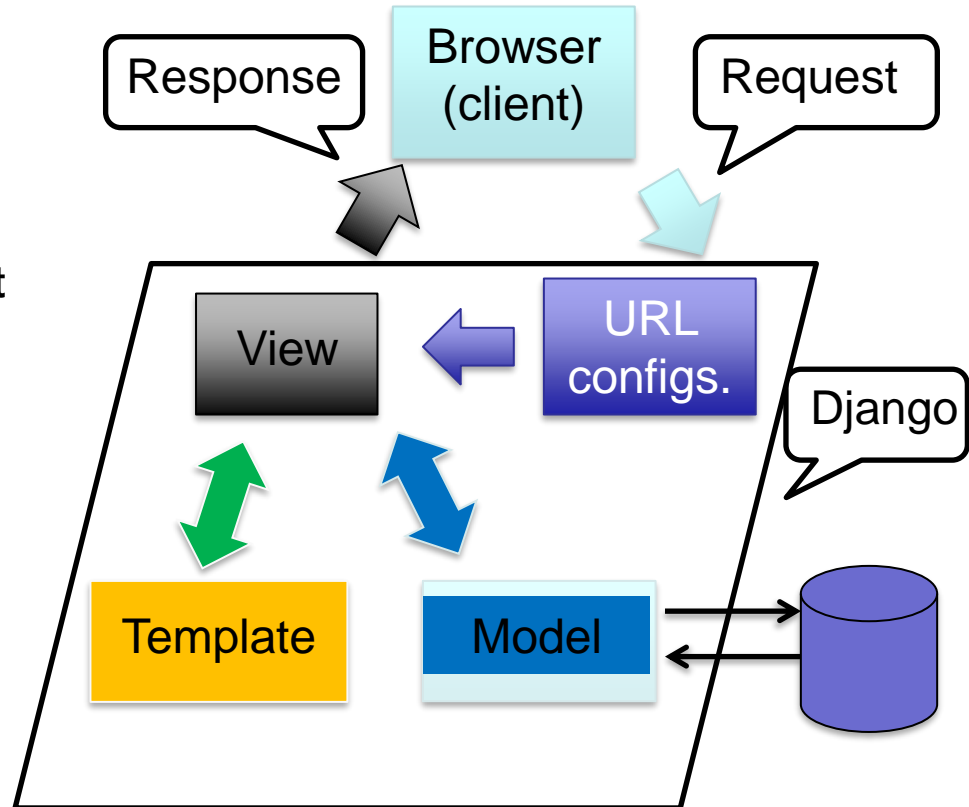 Browser
(client)
Response
Request
t
View
URL
configs.
Django
Template
Model